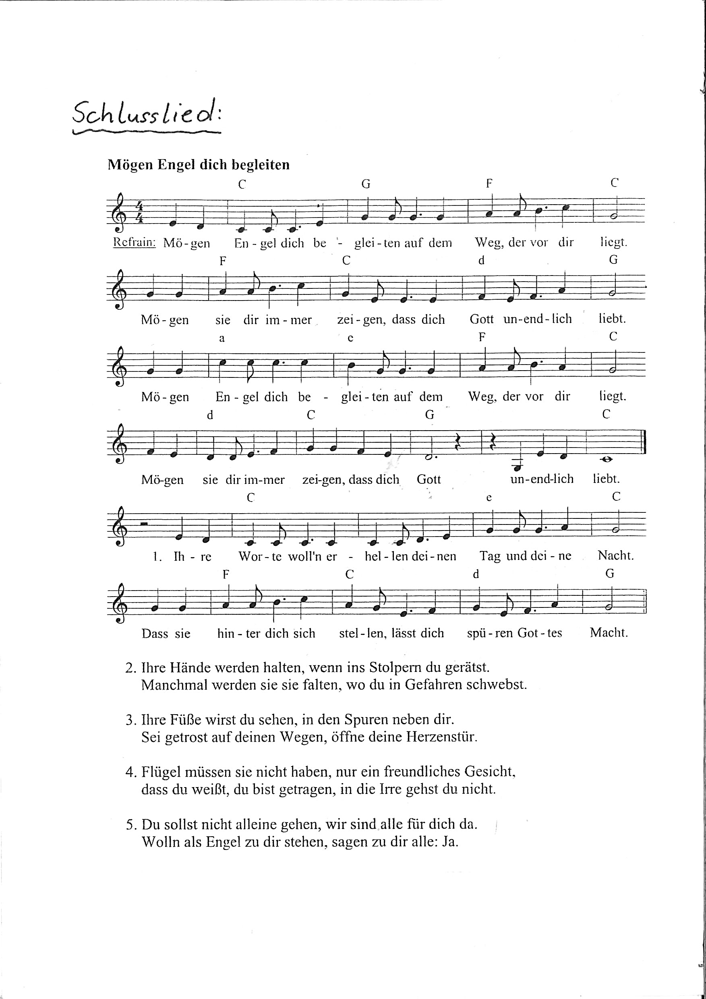 Schlusslied:
Mögen Engel dich begleiten
C G F C
4
4
Refrain: Mö-gen En-gel dich be - glei-ten auf dem Weg, der vor dir liegt.
F C d G
Mö-gen sie dir im-mer zei-gen, dass dich Gott un-end-lich liebt.
a e F C
Mö-gen En-gel dich be - glei-ten auf dem Weg, der vor dir liegt.
d C G C
Mö-gen sie dir im-mer zei-gen, dass dich Gott un-end-lich liebt.
C e C
1. Ih-re Wor-te woll'n er - hel-len dei-nen Tag und dei-ne Nacht.
F C d G
Dass sie hin-ter dich sich stel-len, lässt dich spü-ren Got-tes Macht.
2. Ihre Hände werden halten, wenn ins Stolpern du gerätst.
Manchmal werden sie sie falten, wo du in Gefahren schwebst.
3. Ihre Füße wirst du sehen, in den Spuren neben dir.
Sei getrost auf deinen Wegen, öffne deine Herzenstür.
4. Flügel müssen sie nicht haben, nur ein freundliches Gesicht,
dass du weißt, du bist getragen, in die Irre gehst du nicht.
5. Du sollst nicht alleine gehen, wir sind alle für dich da.
Wolln als Engel zu dir stehen, sagen zu dir alle: Ja.